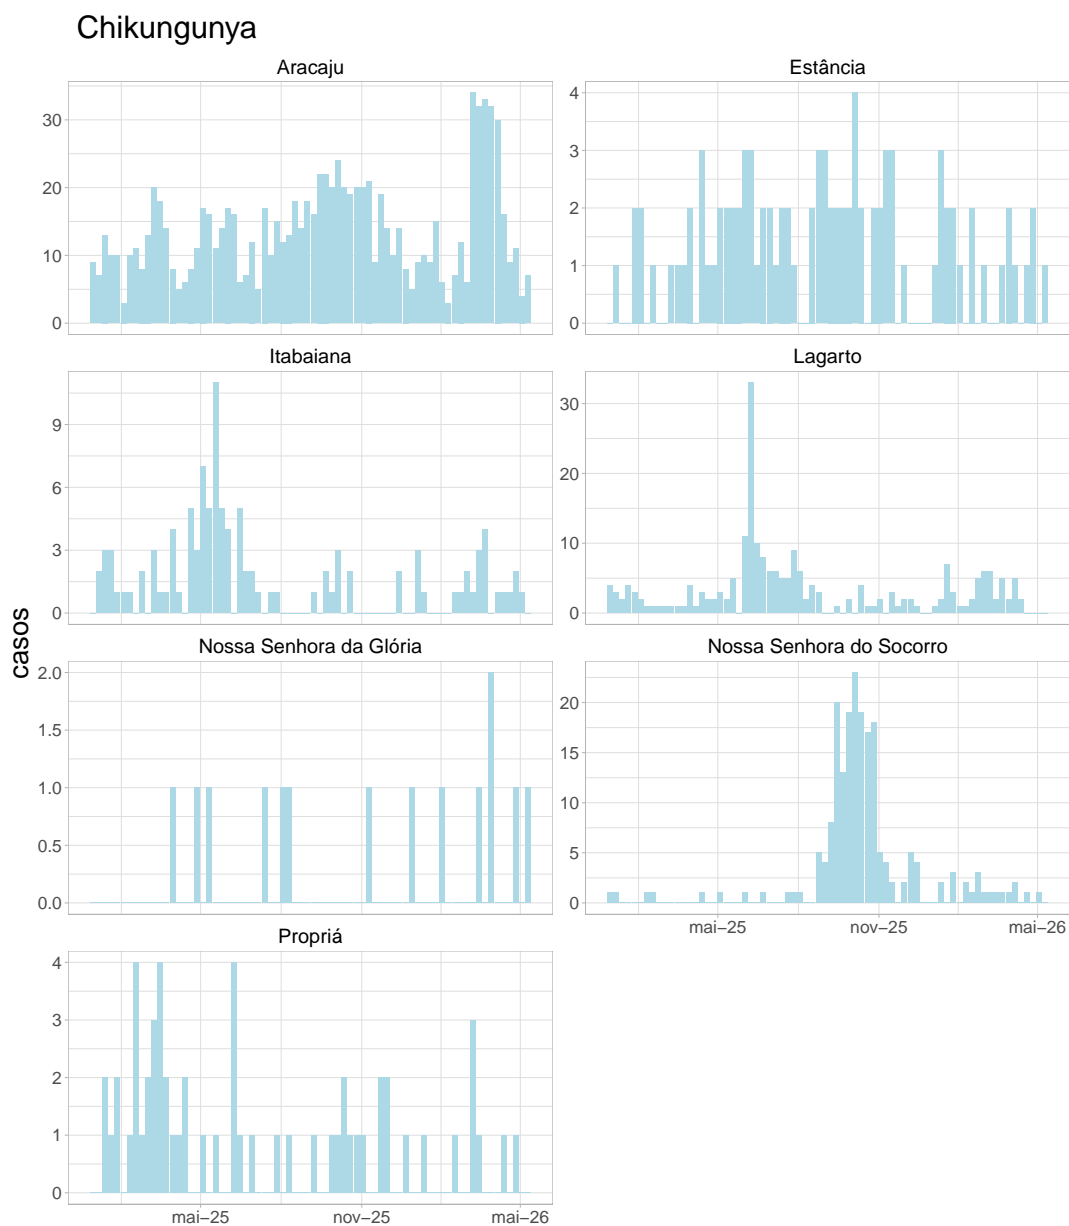 Chikungunya
Aracaju
Estância
30
20
10
0
4
3
2
1
0
Itabaiana
Lagarto
9
6
3
0
30
20
10
0
casos
Nossa Senhora da Glória
Nossa Senhora do Socorro
2.0
1.5
1.0
0.5
0.0
20
15
10
5
0
mai–25
nov–25
mai–26
Propriá
4
3
2
1
0
mai–25
nov–25
mai–26